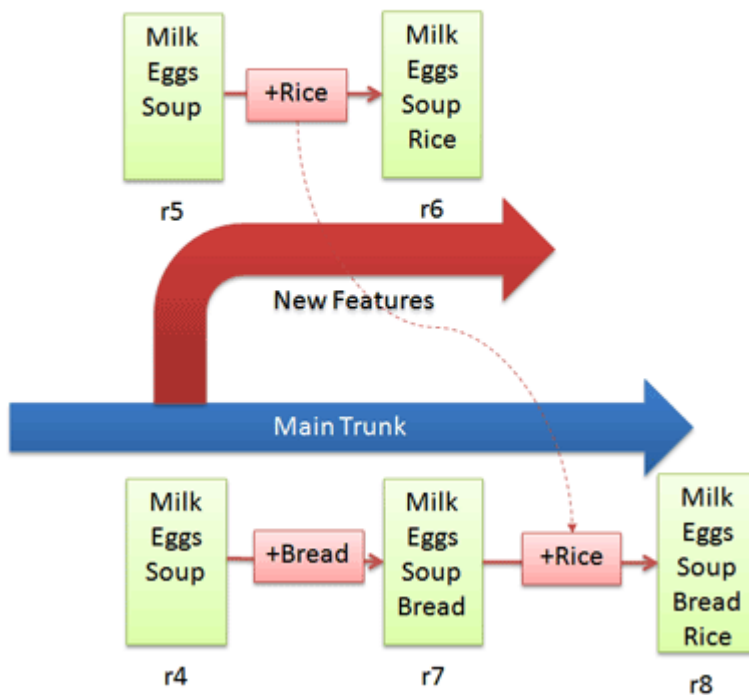 Milk
Eggs
Soup
+Rice
Milk
Eggs
Soup
Rice
r5
r6
New Features
Main Trunk
Milk
Eggs
Soup
+Bread
Milk
Eggs
Soup
Bread
+Rice
Milk
Eggs
Soup
Bread
Rice
r4
r7
r8